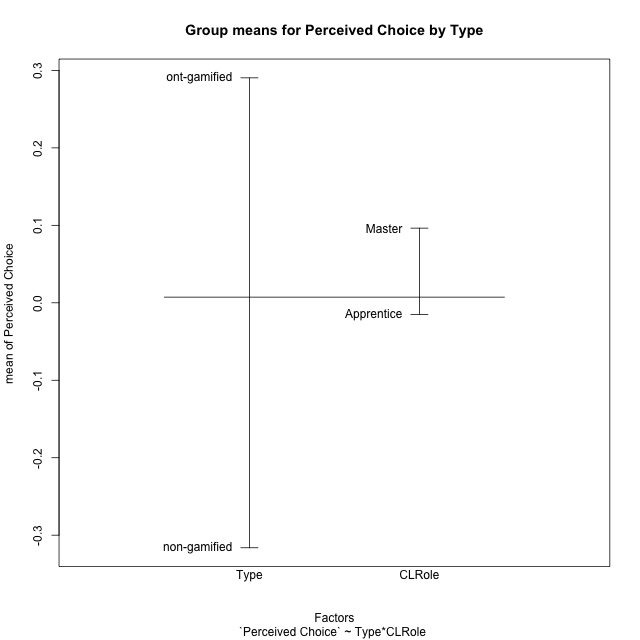 Group means for Perceived Choice by Type
mean of Perceived Choice
0.3
0.2
0.1
0.0
-0.1
-0.2
-0.3
ont-gamified
Master
Apprentice
non-gamified
Type CLRole
Factors
`Perceived Choice` ~ Type*CLRole